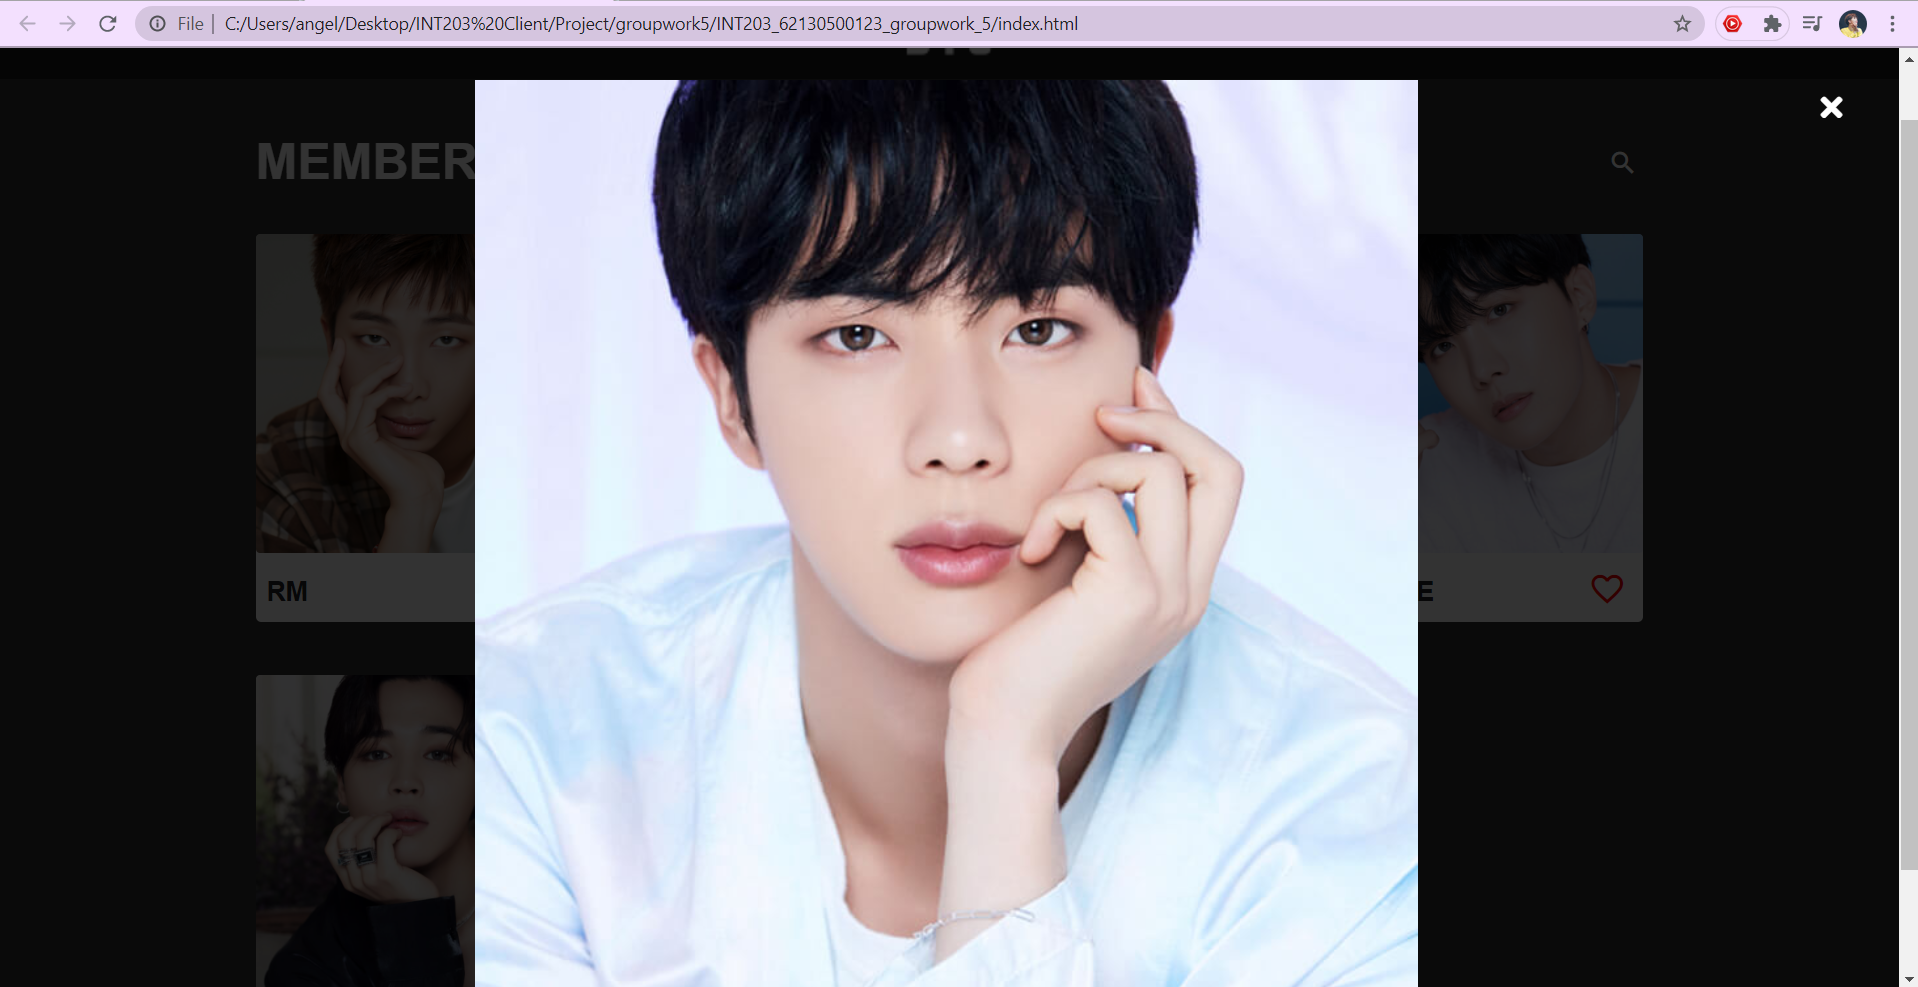 File | C:/Users/angel/Desktop/INT203%20Client/Project/groupwork5/INT203_62130500123_groupwork_5/index.html
MEMBER
RM
E